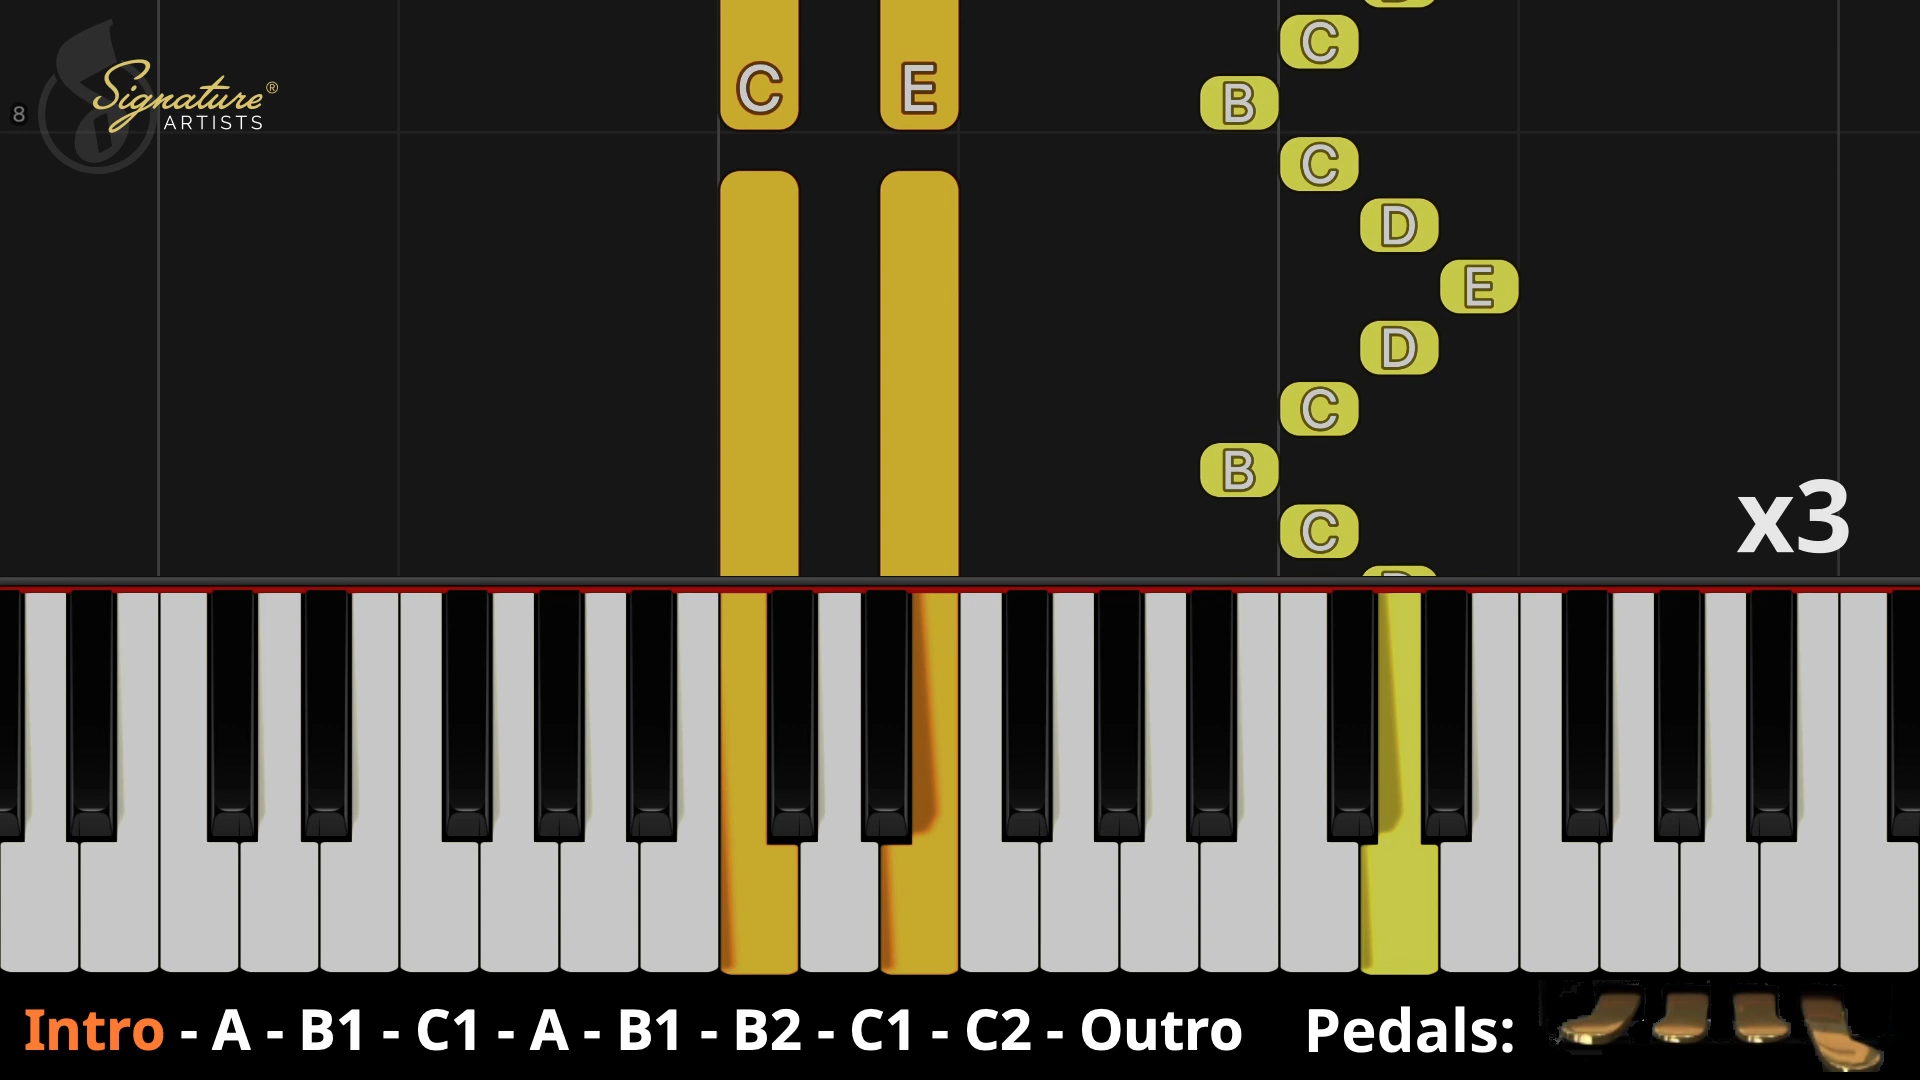 C
C E
Signature®
ARTISTS
B
8
C
D
E
D
C
B
x3
C
D
Intro - A - B1 - C1 - A - B1 - B2 - C1 - C2 - Outro Pedals: